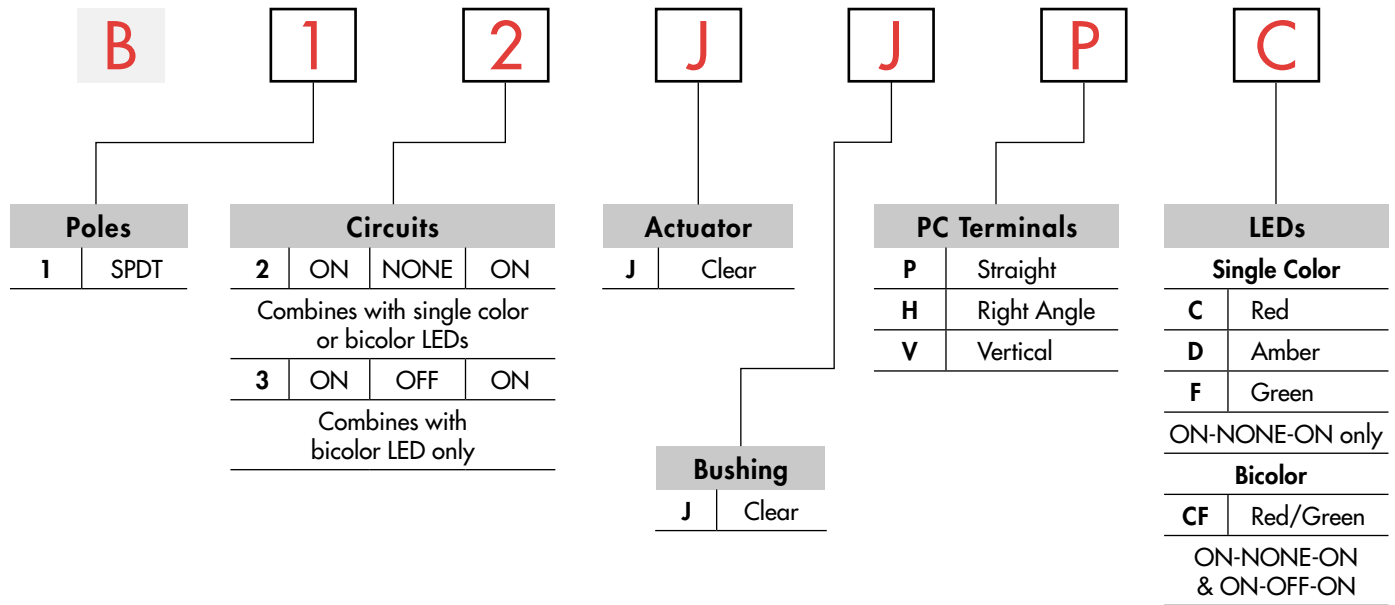 B 1 2 J J P C
Poles
1 SPDT
Circuits
2 ON NONE ON
Combines with single color
or bicolor LEDs
3 ON OFF ON
Combines with
bicolor LED only
Actuator
J Clear
Bushing
J Clear
PC Terminals
P Straight
H Right Angle
V Vertical
LEDs
Single Color
C Red
D Amber
F Green
ON-NONE-ON only
Bicolor
CF Red/Green
ON-NONE-ON
& ON-OFF-ON